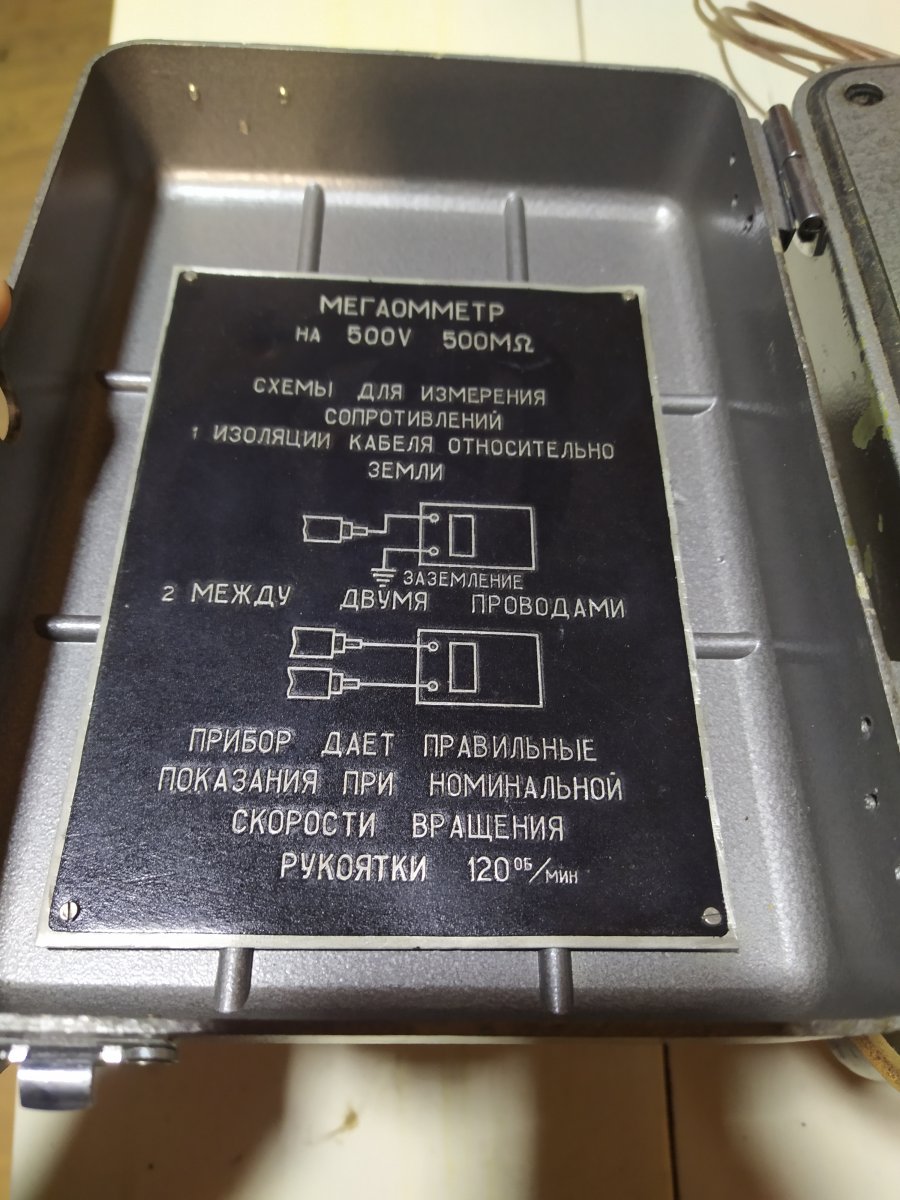 МЕГАОММЕТР
НА 500V 500MΩ
СХЕМЫ ДЛЯ ИЗМЕРЕНИЯ
СОПРОТИВЛЕНИЙ
1 ИЗОЛЯЦИИ КАБЕЛЯ ОТНОСИТЕЛЬНО
ЗЕМЛИ
ЗАЗЕМЛЕНИЕ
2 МЕЖДУ ДВУМЯ ПРОВОДАМИ
ПРИБОР ДАЕТ ПРАВИЛЬНЫЕ
ПОКАЗАНИЯ ПРИ НОМИНАЛЬНОЙ
СКОРОСТИ ВРАЩЕНИЯ
РУКОЯТКИ 120 ОБ/МИН